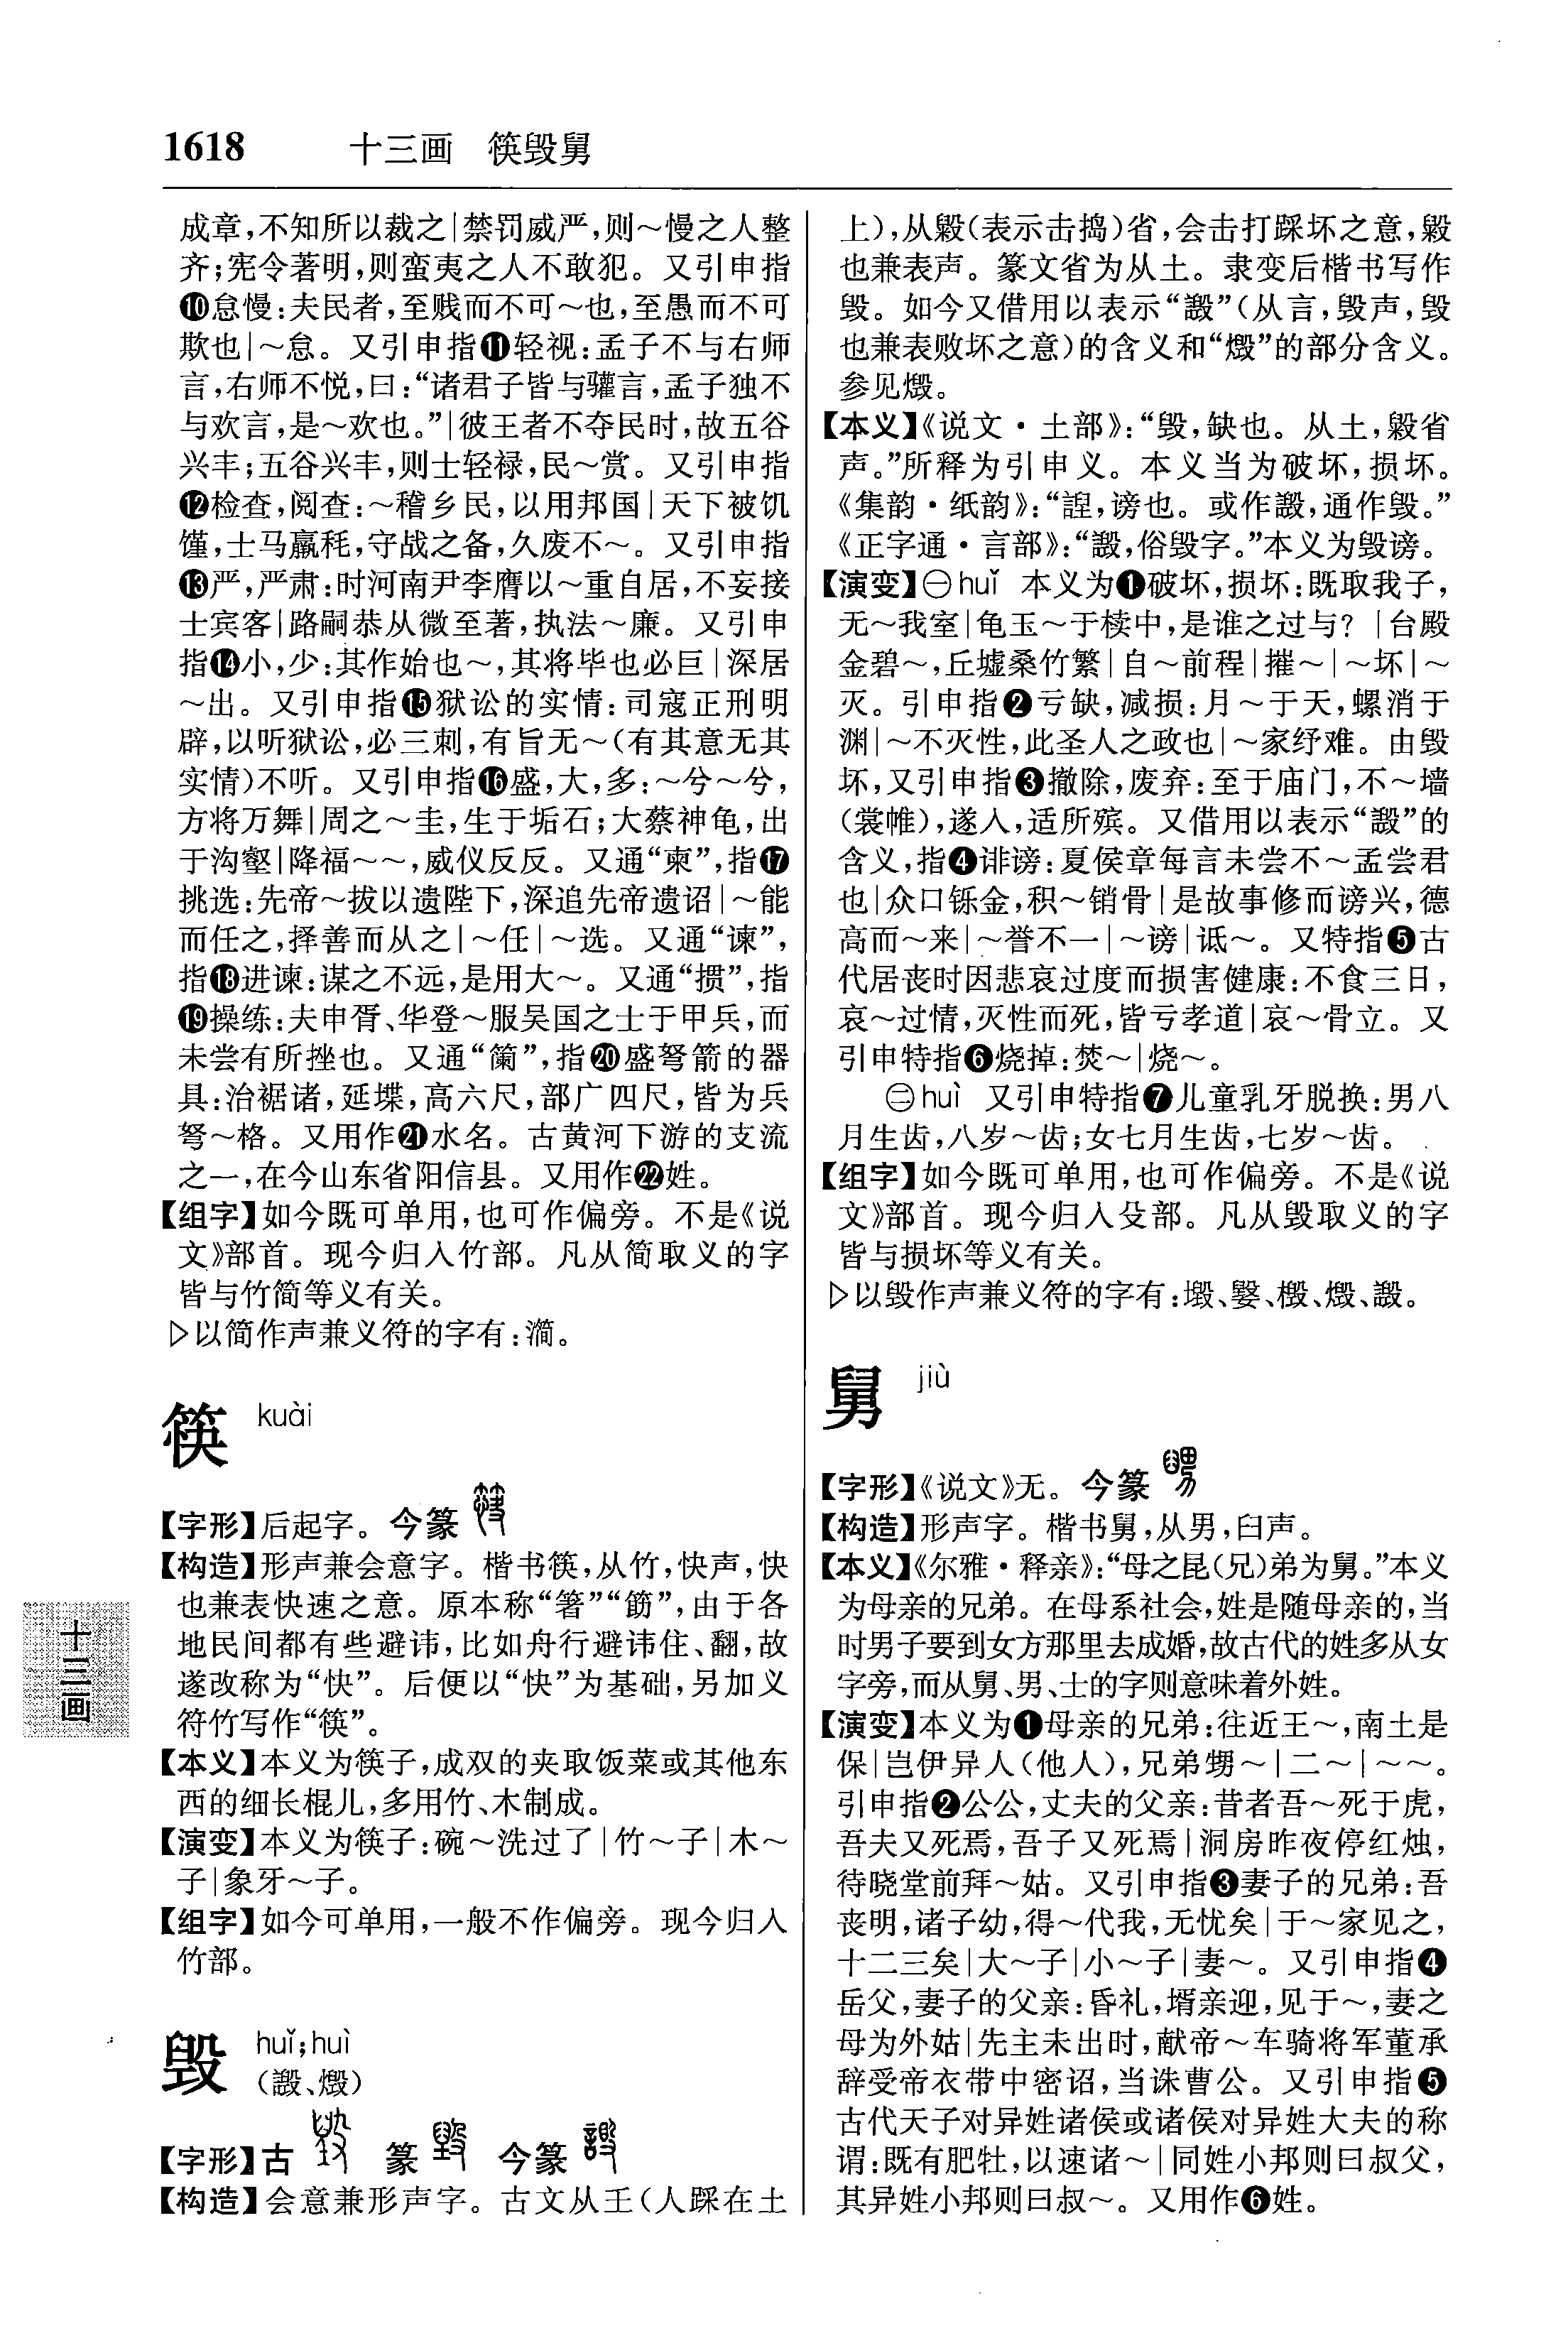 1618 十三画 筷毁舅
成章,不知所以裁之|禁罚威严,则～慢之人整
齐;宪令著明,则蛮夷之人不敢犯。又引申指
❿怠慢:夫民者,至贱而不可～也,至愚而不可
欺也|～怠。又引申指⓫轻视:孟子不与右师
言,右师不悦,曰:“诸君子皆与驩言,孟子独不
与欢言,是～欢也。”|彼王者不夺民时,故五谷
兴丰;五谷兴丰,则士轻禄,民～赏。又引申指
⓬检查,阅查:～稽乡民,以用邦国|天下被饥
馑,士马羸秏,守战之备,久废不～。又引申指
⓭严,严肃:时河南尹李膺以～重自居,不妄接
士宾客|路嗣恭从微至著,执法～廉。又引申
指⓮小,少:其作始也～,其将毕也必巨|深居
～出。又引申指⓯狱讼的实情:司寇正刑明
辟,以听狱讼,必三刺,有旨无～(有其意无其
实情)不听。又引申指⓰盛,大,多:～兮～兮,
方将万舞|周之～圭,生于垢石;大蔡神龟,出
于沟壑|降福～～,威仪反反。又通“柬”,指⓱
挑选:先帝～拔以遗陛下,深追先帝遗诏|～能
而任之,择善而从之|～任|～选。又通“谏”,
指⓲进谏:谋之不远,是用大～。又通“掼”,指
⓳操练:夫申胥、华登～服吴国之士于甲兵,而
未尝有所挫也。又通“籣”,指⓴盛弩箭的器
具:治裾诸,延堞,高六尺,部广四尺,皆为兵
弩～格。又用作㉑水名。古黄河下游的支流
之一,在今山东省阳信县。又用作㉒姓。
【组字】如今既可单用,也可作偏旁。不是《说
文》部首。现今归入竹部。凡从简取义的字
皆与竹简等义有关。
▷以简作声兼义符的字有:㵎。
筷 kuài
【字形】后起字。今篆
【构造】形声兼会意字。楷书筷,从竹,快声,快
也兼表快速之意。原本称“箸”“筯”,由于各
地民间都有些避讳,比如舟行避讳住、翻,故
遂改称为“快”。后便以“快”为基础,另加义
符竹写作“筷”。
【本义】本义为筷子,成双的夹取饭菜或其他东
西的细长棍儿,多用竹、木制成。
【演变】本义为筷子:碗～洗过了|竹～子|木～
子|象牙～子。
【组字】如今可单用,一般不作偏旁。现今归入
竹部。
毁 huǐ;huì
(譭、燬)
【字形】古 篆 今篆
【构造】会意兼形声字。古文从壬(人踩在土
上),从毇(表示击捣)省,会击打踩坏之意,毇
也兼表声。篆文省为从土。隶变后楷书写作
毁。如今又借用以表示“譭”(从言,毁声,毁
也兼表败坏之意)的含义和“燬”的部分含义。
参见燬。
【本义】《说文·土部》:“毁,缺也。从土,毇省
声。”所释为引申义。本义当为破坏,损坏。
《集韵·纸韵》:“諻,谤也。或作譭,通作毁。”
《正字通·言部》:“譭,俗毁字。”本义为毁谤。
【演变】㊀huǐ 本义为❶破坏,损坏:既取我子,
无～我室|龟玉～于椟中,是谁之过与?|台殿
金碧～,丘墟桑竹繁|自～前程|摧～|～坏|～
灭。引申指❷亏缺,减损:月～于天,螺消于
渊|～不灭性,此圣人之政也|～家纾难。由毁
坏,又引申指❸撤除,废弃:至于庙门,不～墙
(裳帷),遂入,适所殡。又借用以表示“譭”的
含义,指❹诽谤:夏侯章每言未尝不～孟尝君
也|众口铄金,积～销骨|是故事修而谤兴,德
高而～来|～誉不一|～谤|诋～。又特指❺古
代居丧时因悲哀过度而损害健康:不食三日,
哀～过情,灭性而死,皆亏孝道|哀～骨立。又
引申特指❻烧掉:焚～|烧～。
㊁huì 又引申特指❼儿童乳牙脱换:男八
月生齿,八岁～齿;女七月生齿,七岁～齿。
【组字】如今既可单用,也可作偏旁。不是《说
文》部首。现今归入殳部。凡从毁取义的字
皆与损坏等义有关。
▷以毁作声兼义符的字有:㙔、嫛、檓、燬、譭。
舅 jiù
【字形】《说文》无。今篆
【构造】形声字。楷书舅,从男,臼声。
【本义】《尔雅·释亲》:“母之昆(兄)弟为舅。”本义
为母亲的兄弟。在母系社会,姓是随母亲的,当
时男子要到女方那里去成婚,故古代的姓多从女
字旁,而从舅、男、士的字则意味着外姓。
【演变】本义为❶母亲的兄弟:往近王～,南土是
保|岂伊异人(他人),兄弟甥～|二～|～～。
引申指❷公公,丈夫的父亲:昔者吾～死于虎,
吾夫又死焉,吾子又死焉|洞房昨夜停红烛,
待晓堂前拜～姑。又引申指❸妻子的兄弟:吾
丧明,诸子幼,得～代我,无忧矣|于～家见之,
十二三矣|大～子|小～子|妻～。又引申指❹
岳父,妻子的父亲:昏礼,壻亲迎,见于～,妻之
母为外姑|先主未出时,献帝～车骑将军董承
辞受帝衣带中密诏,当诛曹公。又引申指❺
古代天子对异姓诸侯或诸侯对异姓大夫的称
谓:既有肥牡,以速诸～|同姓小邦则曰叔父,
其异姓小邦则曰叔～。又用作❻姓。
十三画